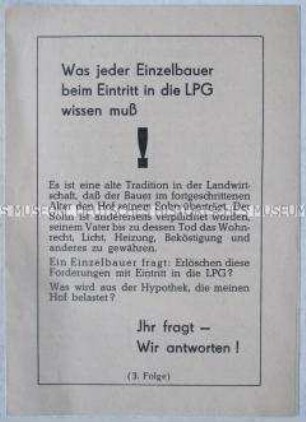 Was jeder Einzelbauer
beim Eintritt in die LPG
wissen muß
!
Es ist eine alte Tradition in der Landwirt-
schaft, daß der Bauer im fortgeschrittenen
Alter den Hof seinem Sohn überträgt. Der
Sohn ist andererseits verpflichtet worden,
seinem Vater bis zu dessen Tod das Wohn-
recht, Licht, Heizung, Beköstigung und
anderes zu gewähren.
Ein Einzelbauer fragt: Erlöschen diese
Forderungen mit Eintritt in die LPG?
Was wird aus der Hypothek, die meinen
Hof belastet?
Jhr fragt –
Wir antworten !
(3. Folge)